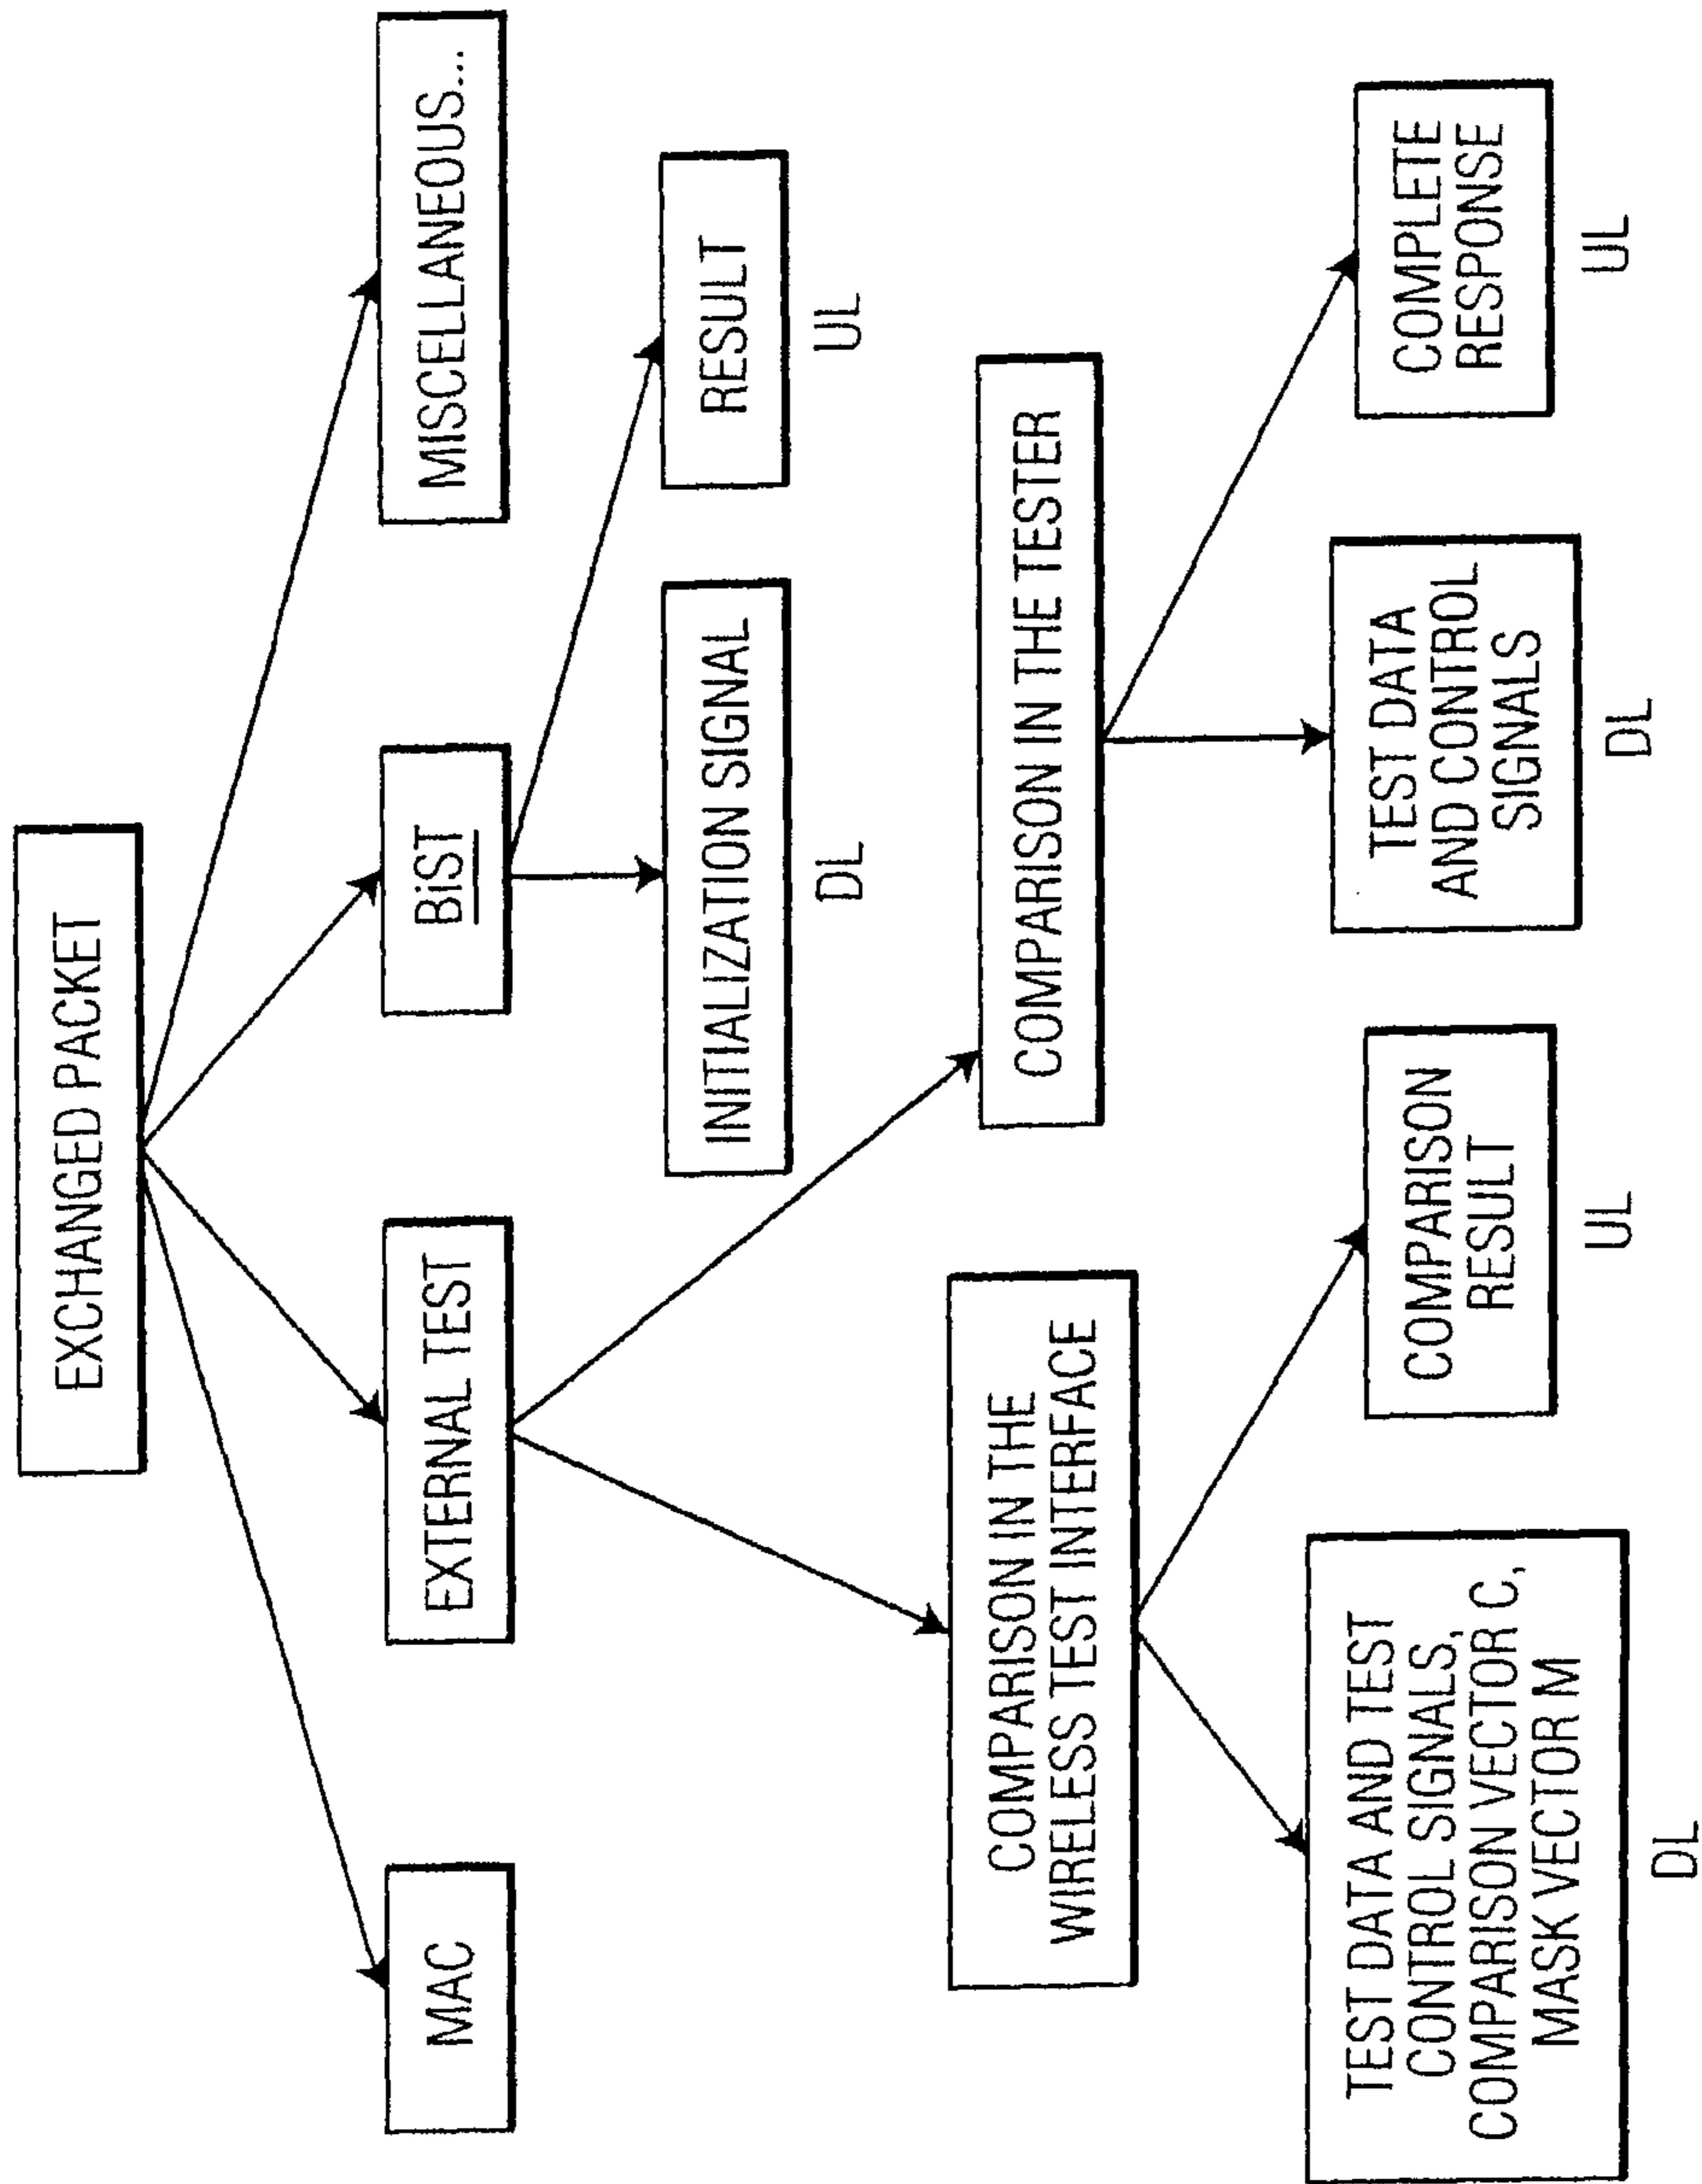 EXCHANGED PACKET
MAC
EXTERNAL TEST
BiST
MISCELLANEOUS...
INITIALIZATION SIGNAL
DL
RESULT
UL
COMPARISON IN THE
WIRELESS TEST INTERFACE
COMPARISON IN THE TESTER
TEST DATA AND TEST
CONTROL SIGNALS,
COMPARISON VECTOR C,
MASK VECTOR M
DL
COMPARISON
RESULT
UL
TEST DATA
AND CONTROL
SIGNALS
DL
COMPLETE
RESPONSE
UL